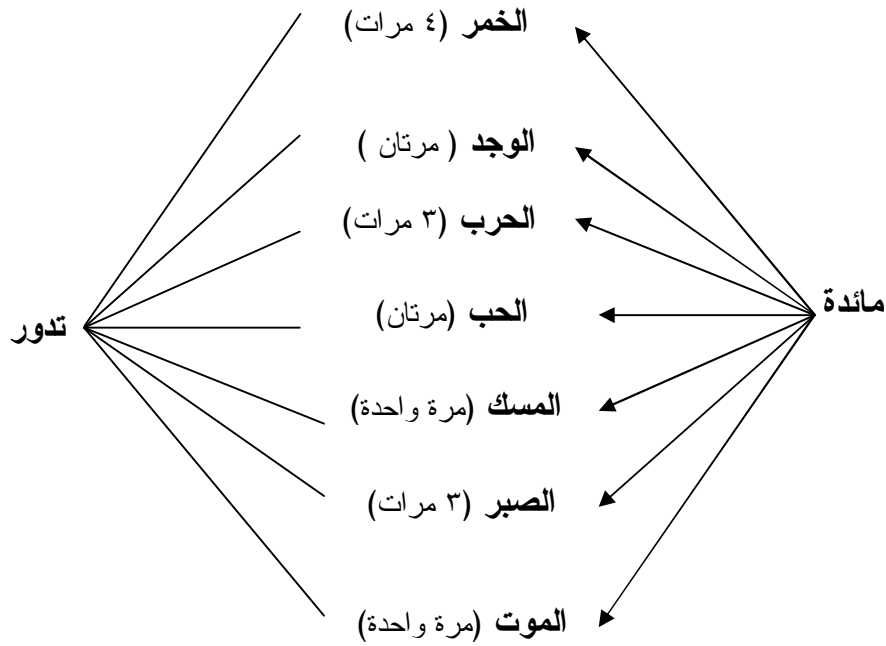 الخمر (٤ مرات)
الوجد ( مرتان )
الحرب (٣ مرات)
مائدة
الحب (مرتان)
تدور
المسك (مرة واحدة)
الصبر (٣ مرات)
الموت (مرة واحدة)